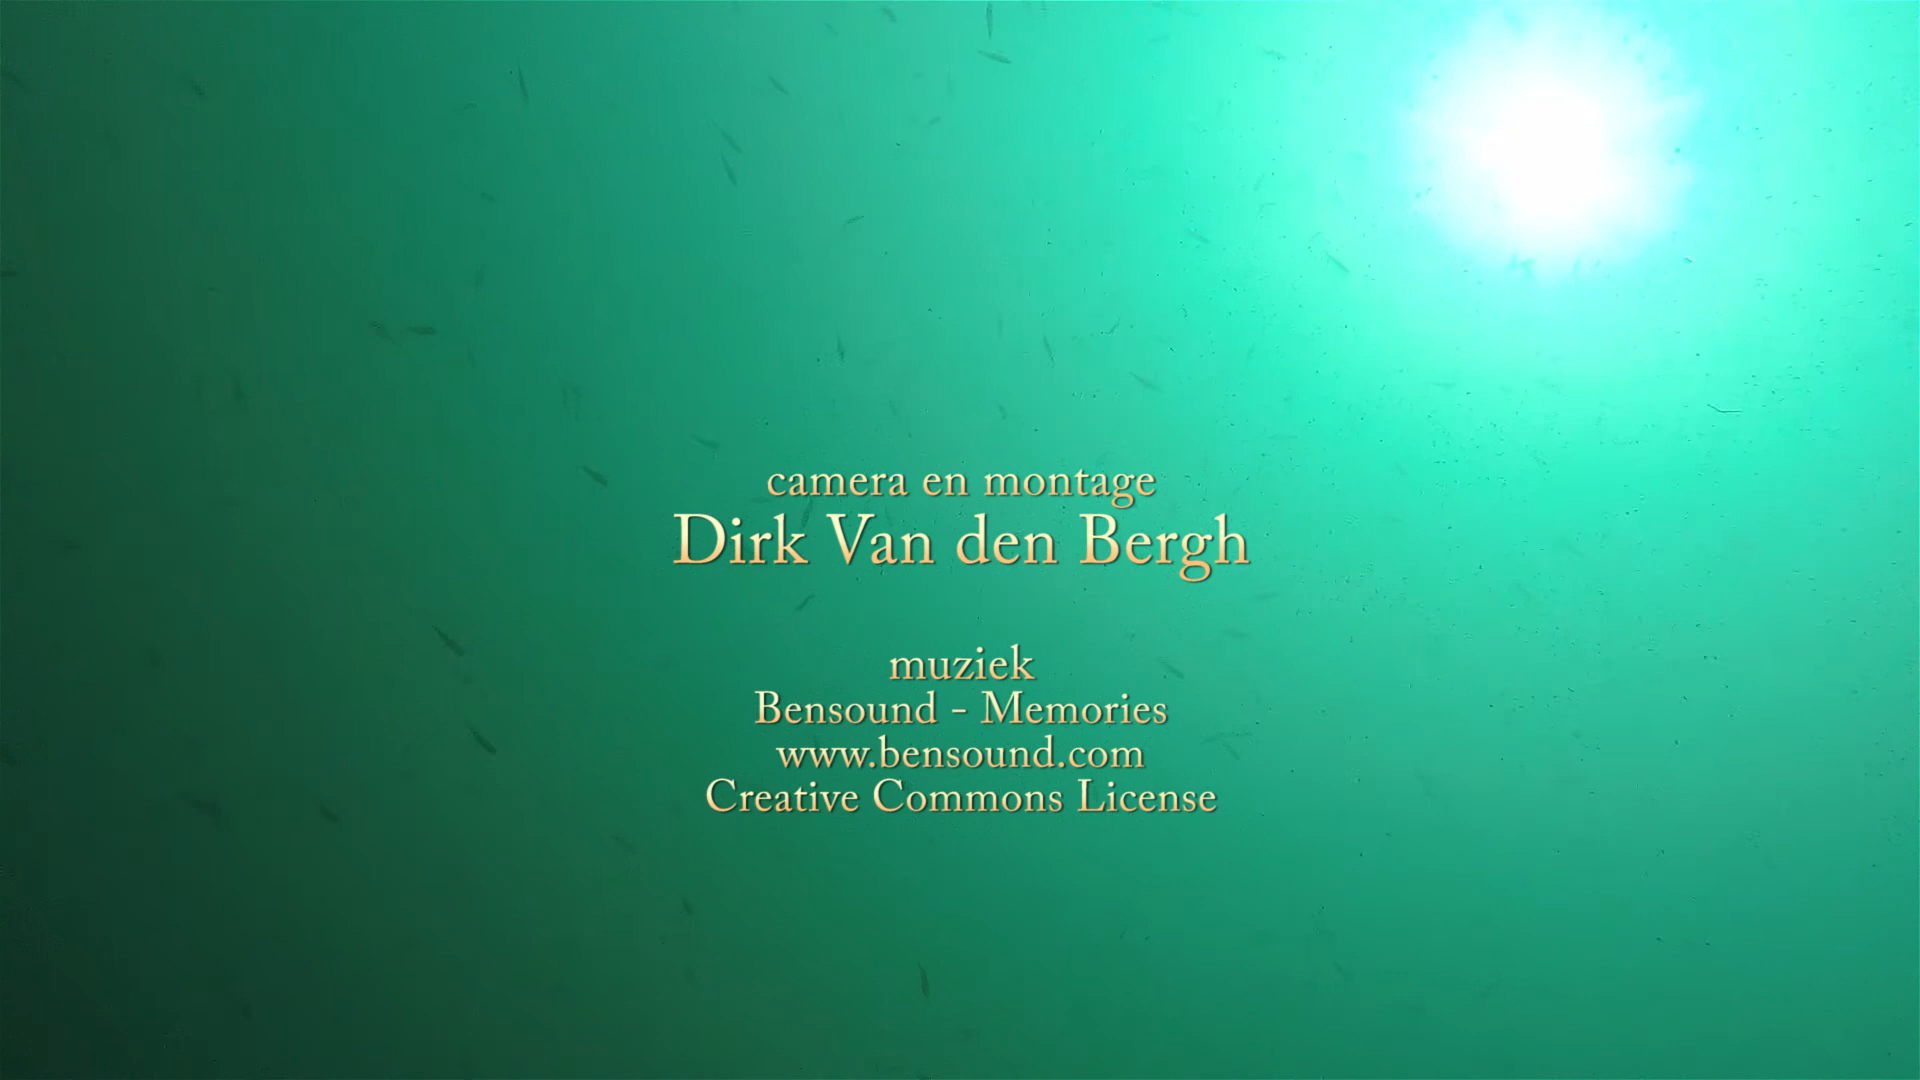 camera en montage
Dirk Van den Bergh
muziek
Bensound - Memories
www.bensound.com
Creative Commons License